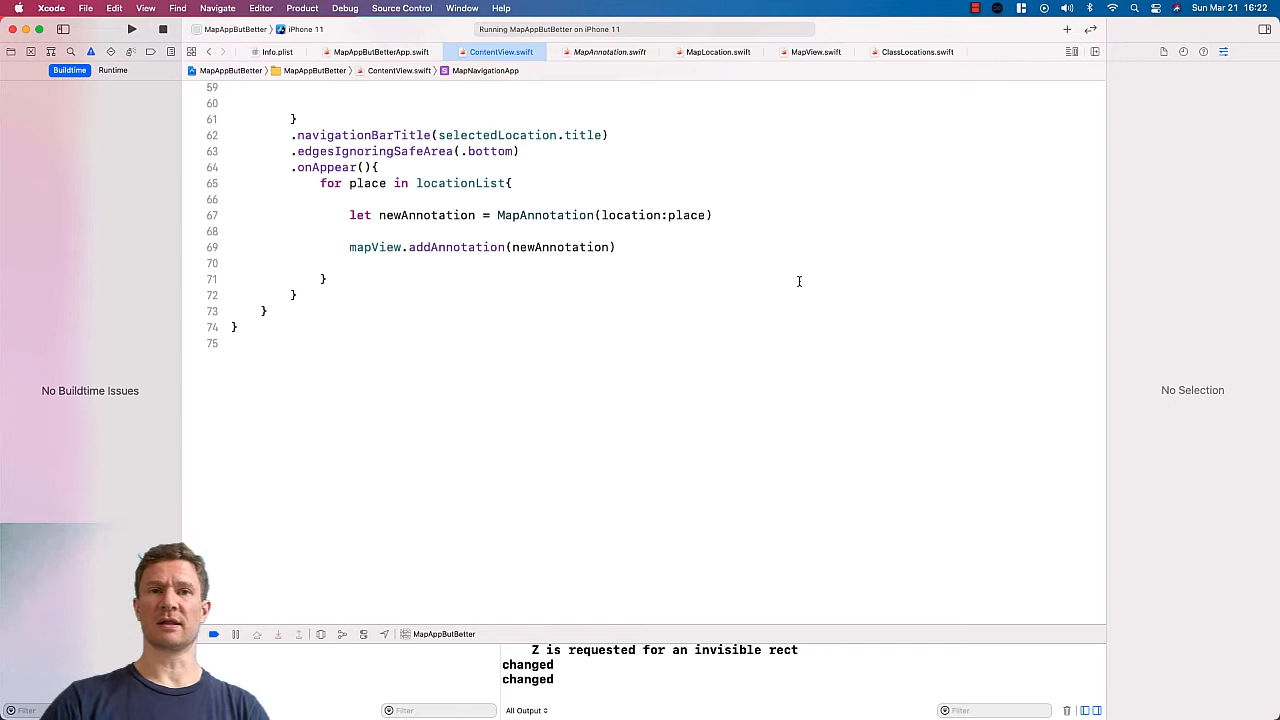 Xcode File Edit View Find Navigate Editor Product Debug Source Control Window Help Sun Mar 21 16:22
MapAppButBetter 〉 iPhone 11 Running MapAppButBetter on iPhone 11
Info.plist MapAppButBetterApp.swift ContentView.swift MapAnnotation.swift MapLocation.swift MapView.swift ClassLocations.swift
Buildtime Runtime MapAppButBetter 〉 MapAppButBetter 〉 ContentView.swift 〉 S MapNavigationApp
59
60
61 }
62 .navigationBarTitle(selectedLocation.title)
63 .edgesIgnoringSafeArea(.bottom)
64 .onAppear(){
65 for place in locationList{
66
67 let newAnnotation = MapAnnotation(location:place)
68
69 mapView.addAnnotation(newAnnotation)
70
71 }
72 }
73 }
74 }
75
No Buildtime Issues
No Selection
MapAppButBetter
Z is requested for an invisible rect
changed
changed
Filter Filter All Output Filter